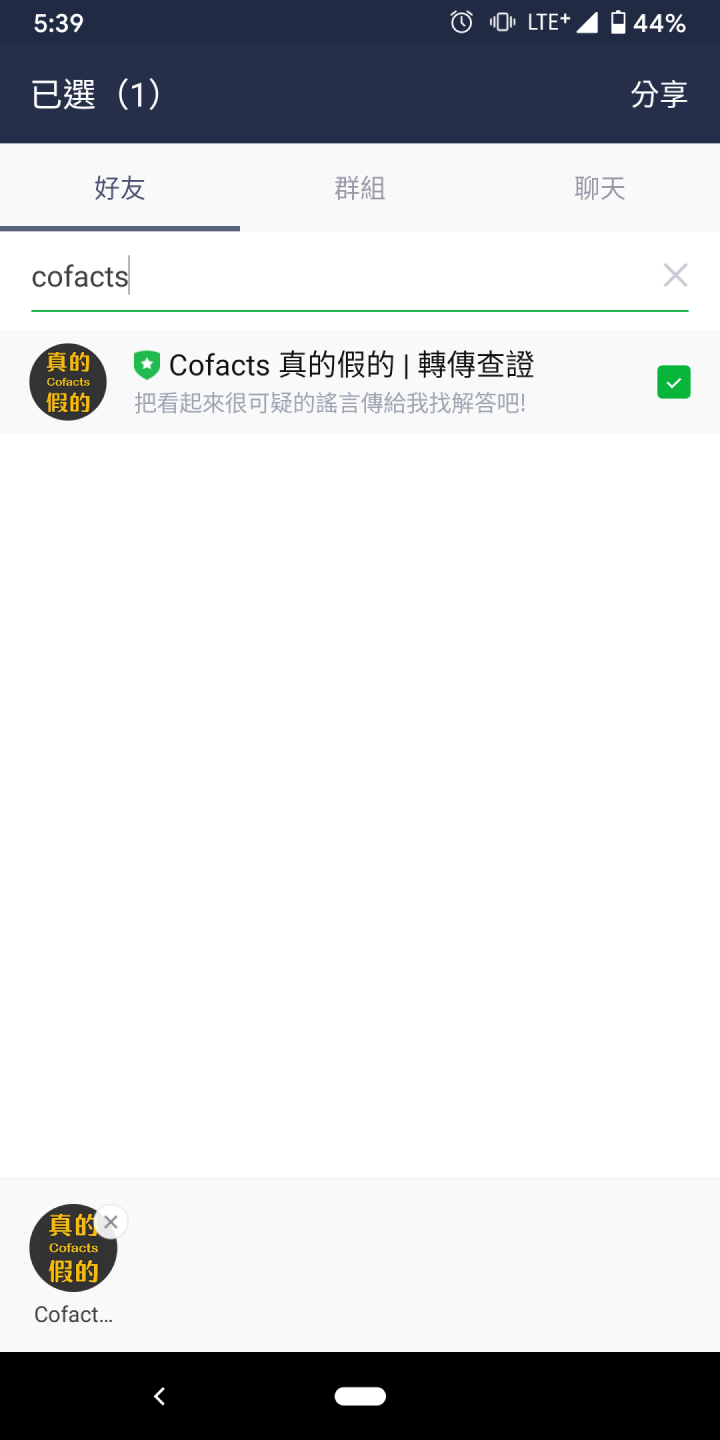 5:39
LTE+
44%
已選（1）
分享
好友
群組
聊天
cofacts
真的
Cofacts
假的
Cofacts 真的假的 | 轉傳查證
把看起來很可疑的謠言傳給我找解答吧!
真的
Cofacts
假的
Cofact...